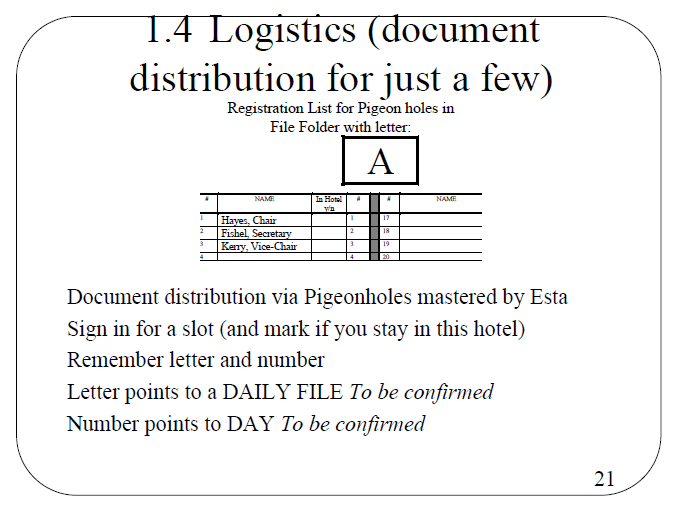 1.4 Logistics (document
distribution for just a few)
Registration List for Pigeon holes in
File Folder with letter:
A
# NAME In Hotel y/n # # NAME
1 Hayes, Chair 1 17
2 Fishel, Secretary 2 18
3 Kerry, Vice-Chair 3 19
4 4 20
Document distribution via Pigeonholes mastered by Esta
Sign in for a slot (and mark if you stay in this hotel)
Remember letter and number
Letter points to a DAILY FILE To be confirmed
Number points to DAY To be confirmed
21